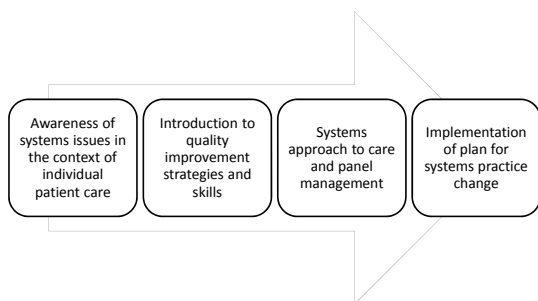 Awareness of
systems issues in
the context of
individual
patient care
Introduction to
quality
improvement
strategies and
skills
Systems
approach to care
and panel
management
Implementation
of plan for
systems practice
change